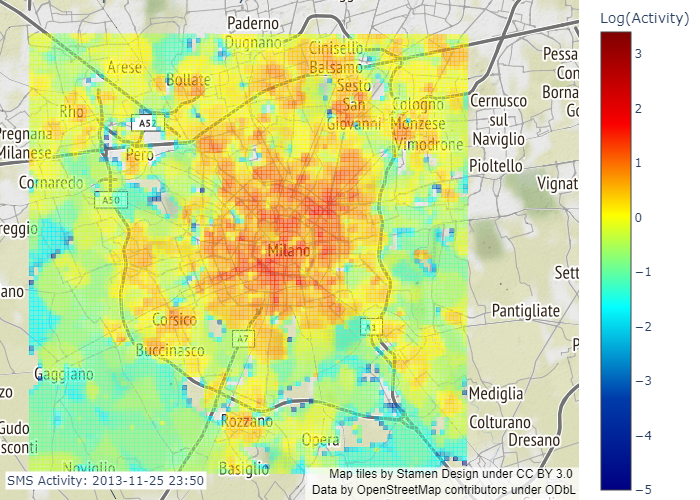 Log(Activity)
Paderno
Dugnano
Cinisello
Balsamo
Arese
Bollate
Sesto
San
Giovanni
Rho
Cologno
Monzese
Cernusco
sul
Naviglio
A52
Pregnana
Milanese
Pero
Vimodrone
Pioltello
Cornaredo
Vignat
A50
reggio
Milano
Sett
ano
Pantigliate
Corsico
A7
A1
Buccinasco
Gaggiano
Mediglia
Rozzano
Colturano
Opera
Dresano
Gudo
sconti
Noviglio
Basiglio
Pessa
Con
Borna
Go
zo
P
3
2
1
0
−1
−2
−3
−4
−5
SMS Activity: 2013-11-25 23:50
Map tiles by Stamen Design under CC BY 3.0
Data by OpenStreetMap contributors under ODbL